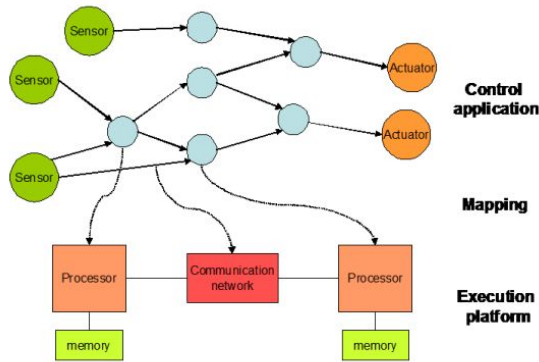 Sensor
Sensor
Actuator
Control
application
Actuator
Sensor
Mapping
Processor
Communication
network
Processor
Execution
platform
memory
memory